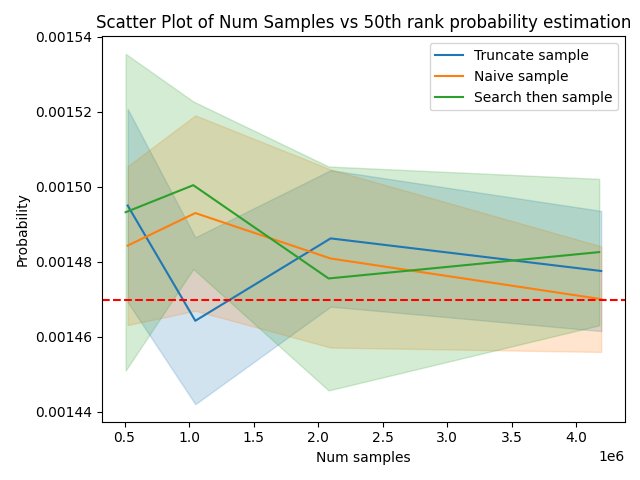 Scatter Plot of Num Samples vs 50th rank probability estimation
Truncate sample
Naive sample
Search then sample
Probability
0.00154
0.00152
0.00150
0.00148
0.00146
0.00144
0.5 1.0 1.5 2.0 2.5 3.0 3.5 4.0
1e6
Num samples